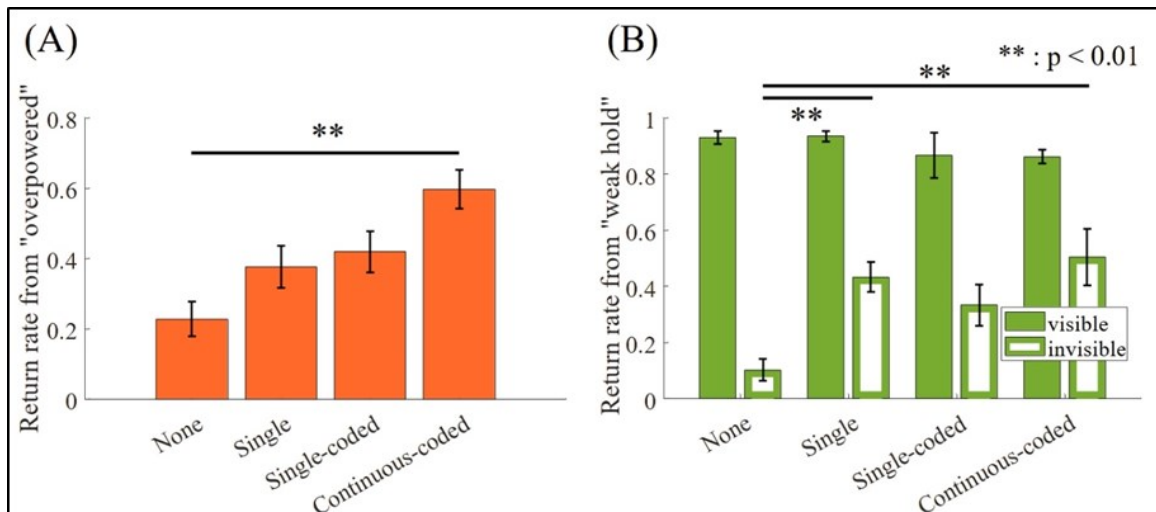 (A)
Return rate from "overpowered"
0.8
0.6
0.4
0.2
0
**
None
Single
Single-coded
Continuous-coded
(B)
** : p < 0.01
**
**
Return rate from "weak hold"
1
0.8
0.6
0.4
0.2
0
visible
invisible
None
Single
Single-coded
Continuous-coded